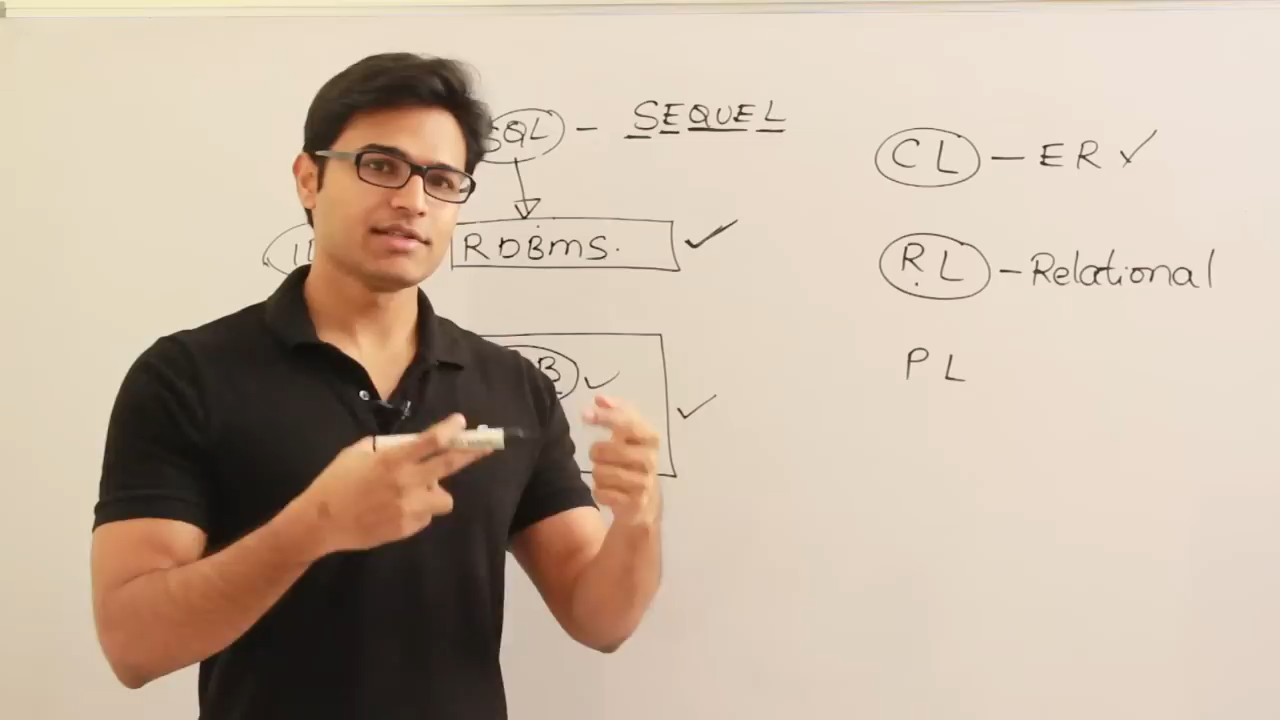 SQL - SEQUEL
RDBMS.
CL - ER ✓
RL - Relational
PL